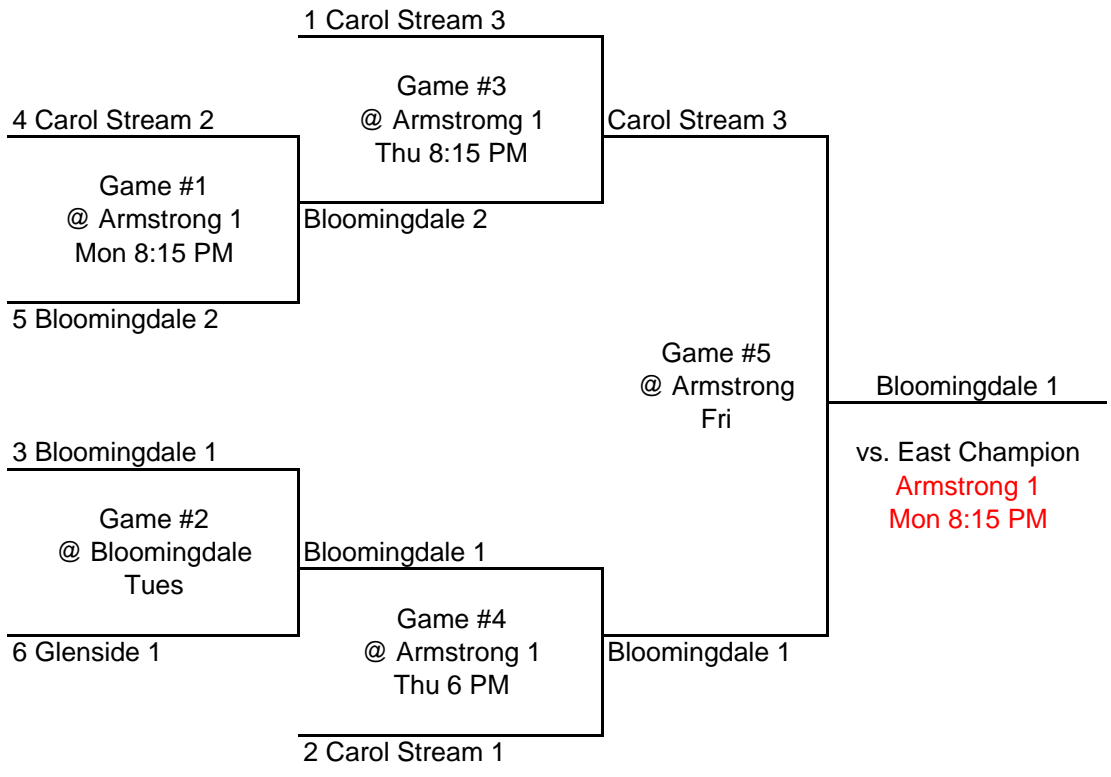 1 Carol Stream 3
Game #3
@ Armstromg 1
Thu 8:15 PM
4 Carol Stream 2
Carol Stream 3
Game #1
@ Armstrong 1
Mon 8:15 PM
Bloomingdale 2
5 Bloomingdale 2
Game #5
@ Armstrong
Fri
Bloomingdale 1
3 Bloomingdale 1
vs. East Champion
Armstrong 1
Mon 8:15 PM
Game #2
@ Bloomingdale
Tues
Bloomingdale 1
6 Glenside 1
Game #4
@ Armstrong 1
Thu 6 PM
Bloomingdale 1
2 Carol Stream 1